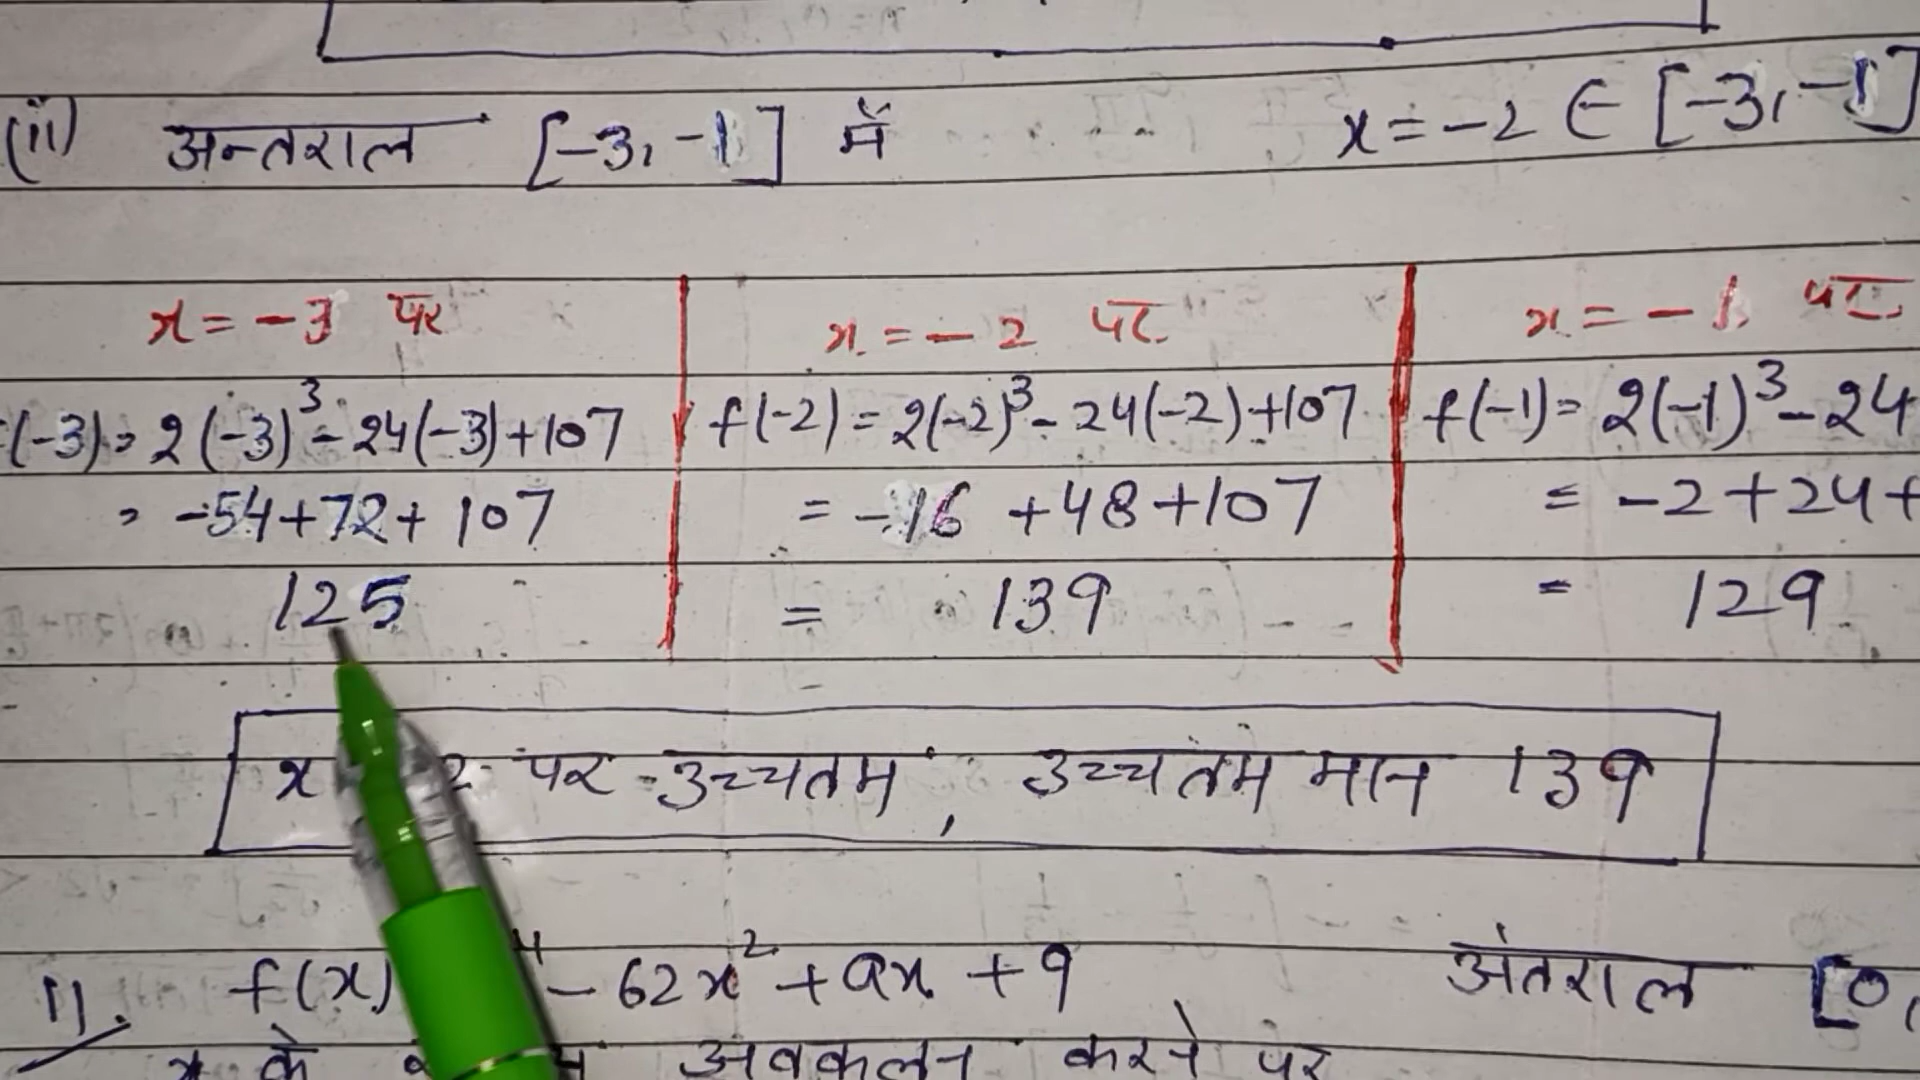 (ii) अन्तराल [-3, -1] में x = -2 ∈ [-3, -1]
x = -3 पर x = -2 पर x = -1 पर
(-3) = 2(-3)³ - 24(-3) + 107 f(-2) = 2(-2)³ - 24(-2) + 107 f(-1) = 2(-1)³ - 24
= -54 + 72 + 107 = -16 + 48 + 107 = -2 + 24 +
125 = 139 = 129
x पर उच्चतम, उच्चतम मान 139
11. f(x) ⁴ - 62x² + ax + 9 अंतराल [0,
x के अवकलन करने पर